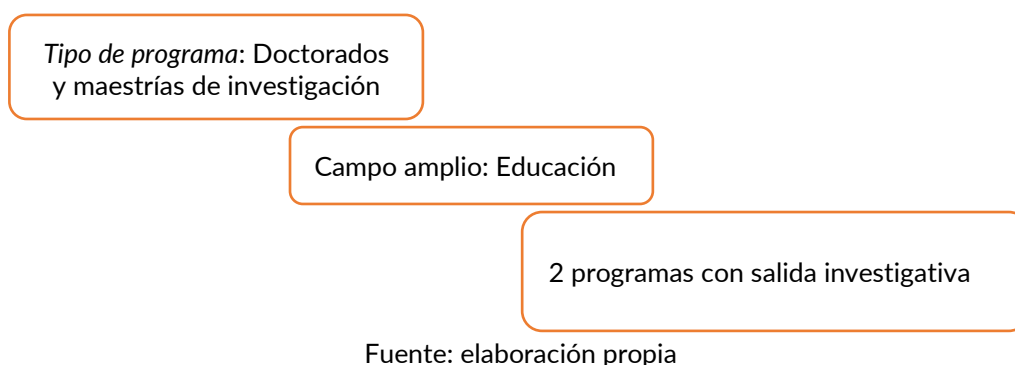 Tipo de programa: Doctorados
y maestrías de investigación
Campo amplio: Educación
2 programas con salida investigativa
Fuente: elaboración propia